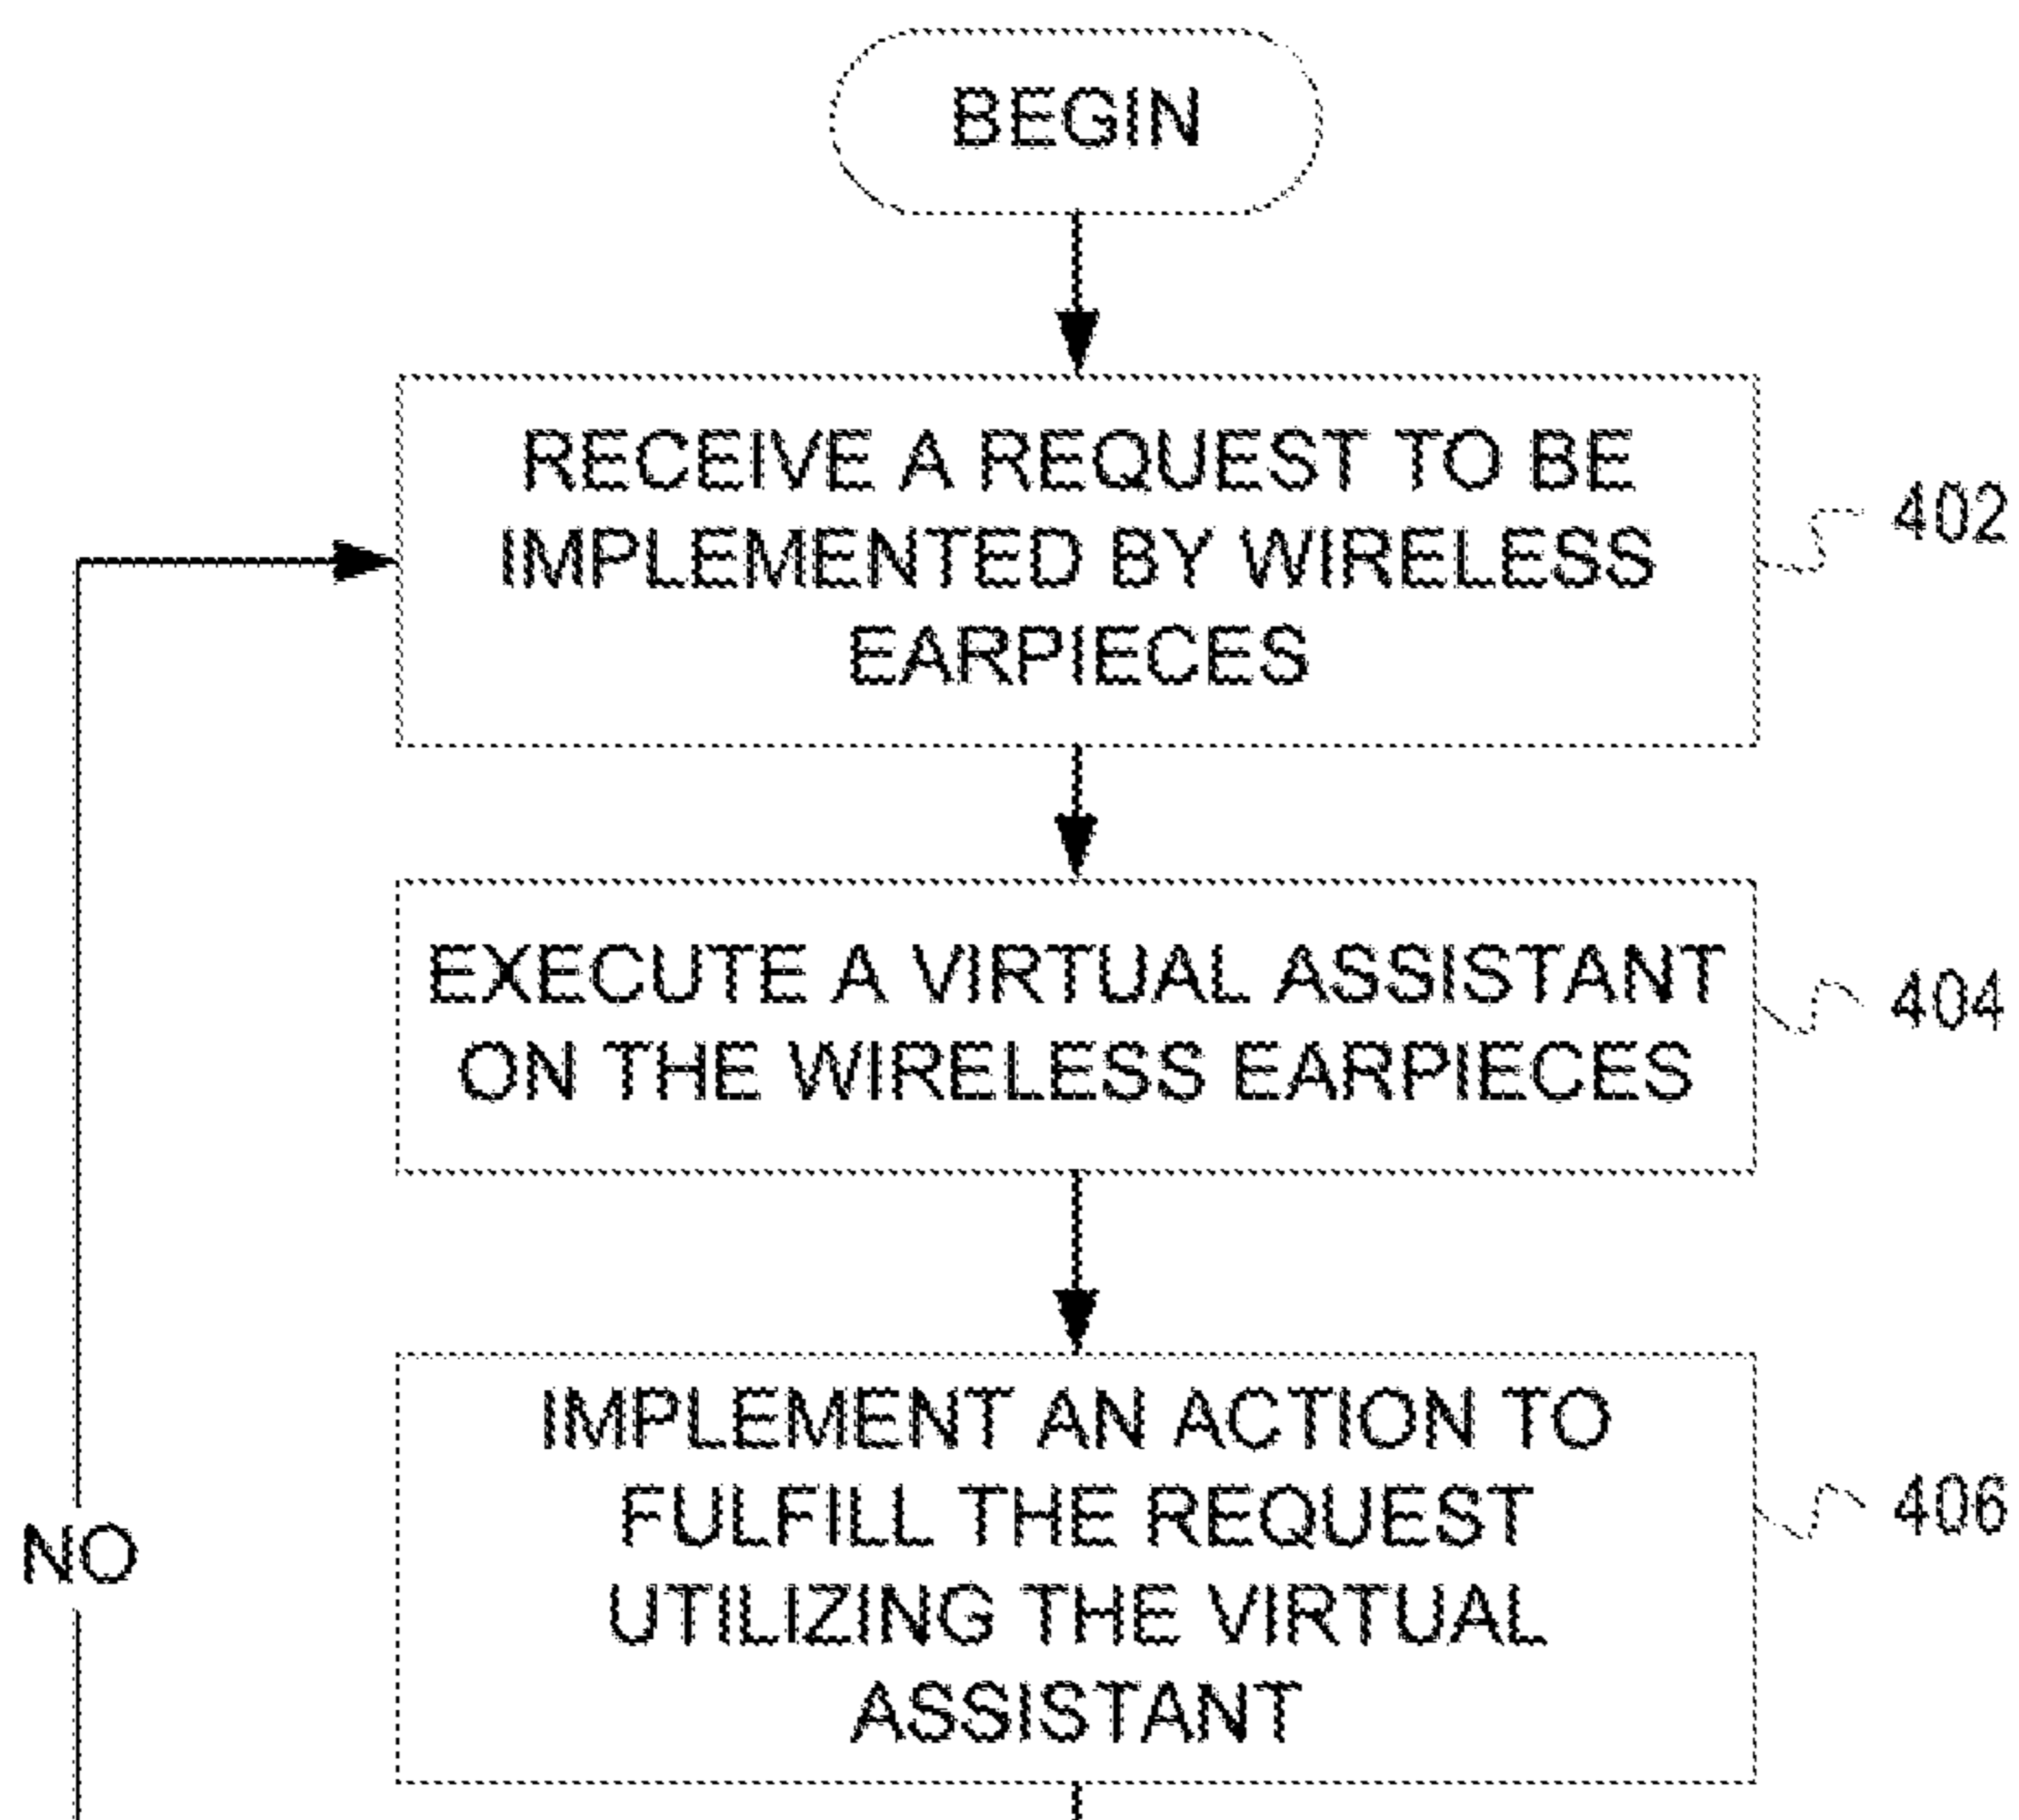 BEGIN
RECEIVE A REQUEST TO BE
IMPLEMENTED BY WIRELESS
EARPIECES
402
EXECUTE A VIRTUAL ASSISTANT
ON THE WIRELESS EARPIECES
404
IMPLEMENT AN ACTION TO
FULFILL THE REQUEST
UTILIZING THE VIRTUAL
ASSISTANT
406
NO